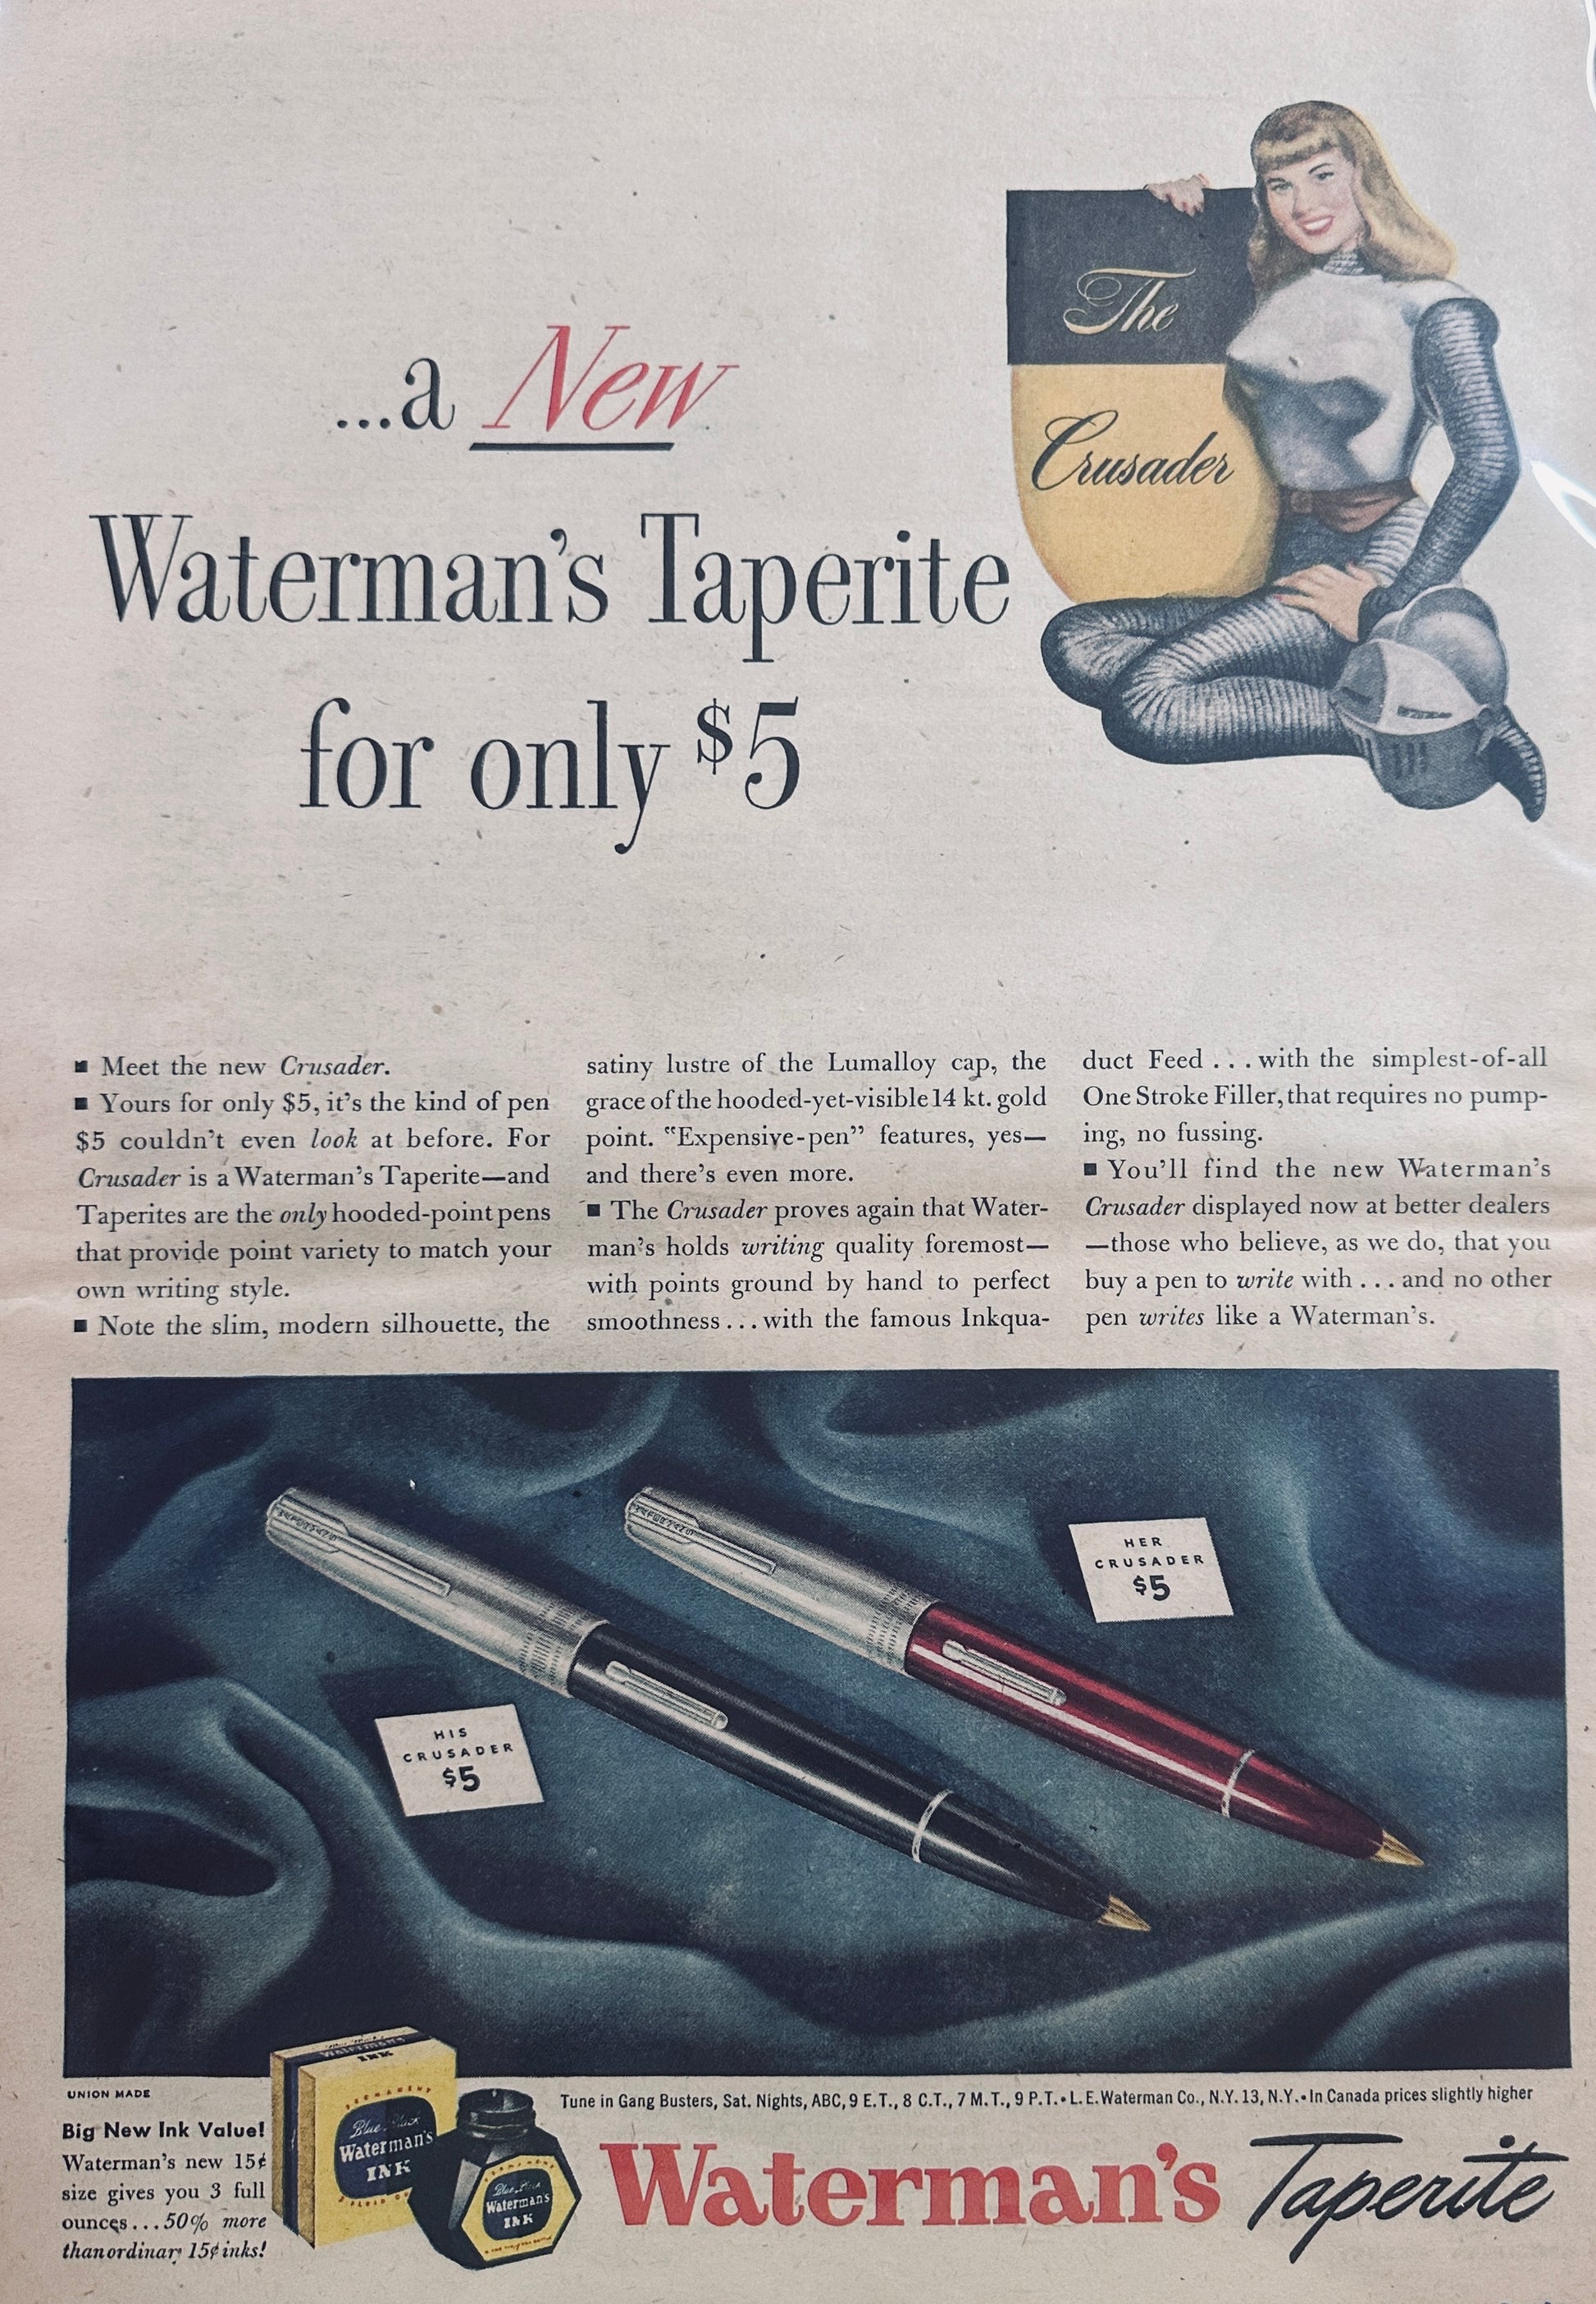 The
Crusader
...a New
Waterman's Taperite
for only $5
■ Meet the new Crusader.
■ Yours for only $5, it's the kind of pen
$5 couldn't even look at before. For
Crusader is a Waterman's Taperite—and
Taperites are the only hooded-point pens
that provide point variety to match your
own writing style.
■ Note the slim, modern silhouette, the
satiny lustre of the Lumalloy cap, the
grace of the hooded-yet-visible 14 kt. gold
point. "Expensive-pen" features, yes—
and there's even more.
■ The Crusader proves again that Water-
man's holds writing quality foremost—
with points ground by hand to perfect
smoothness...with the famous Inkqua-
duct Feed...with the simplest-of-all
One Stroke Filler, that requires no pump-
ing, no fussing.
■ You'll find the new Waterman's
Crusader displayed now at better dealers
—those who believe, as we do, that you
buy a pen to write with...and no other
pen writes like a Waterman's.
HER
CRUSADER
$5
HIS
CRUSADER
$5
UNION MADE
Big New Ink Value!
Waterman's new 15¢
size gives you 3 full
ounces...50% more
than ordinary 15¢ inks!
Waterman's
INK
PERMANENT
Blue-Black
Waterman's
INK
Blue-Black
Waterman's
INK
Tune in Gang Busters, Sat. Nights, ABC, 9 E.T., 8 C.T., 7 M.T., 9 P.T.•L.E.Waterman Co., N.Y. 13, N.Y.•In Canada prices slightly higher
Waterman's Taperite